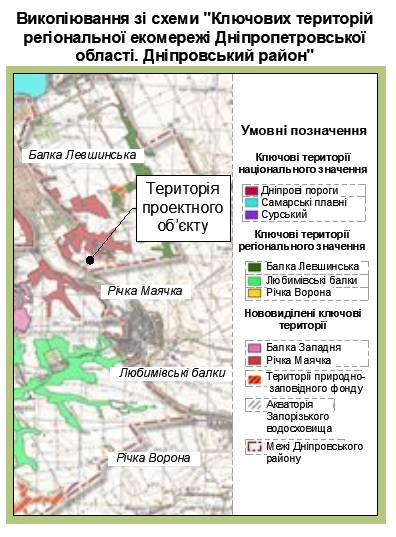 Викопіювання зі схеми "Ключових територій
регіональної екомережі Дніпропетровської
області. Дніпровський район"
Балка Левшинська
Територія
проектного
об'єкту
Річка Маячка
Любимівські балки
Річка Ворона
Умовні позначення
Ключові території
національного значення
Дніпрові пороги
Самарські плавні
Сурський
Ключові території
регіонального значення
Балка Левшинська
Любимівські балки
Річка Ворона
Нововиділені ключові
території
Балка Западня
Річка Маячка
Території природно-
заповідного фонду
Акваторія
Запорізького
водосховища
Межі Дніпровського
району